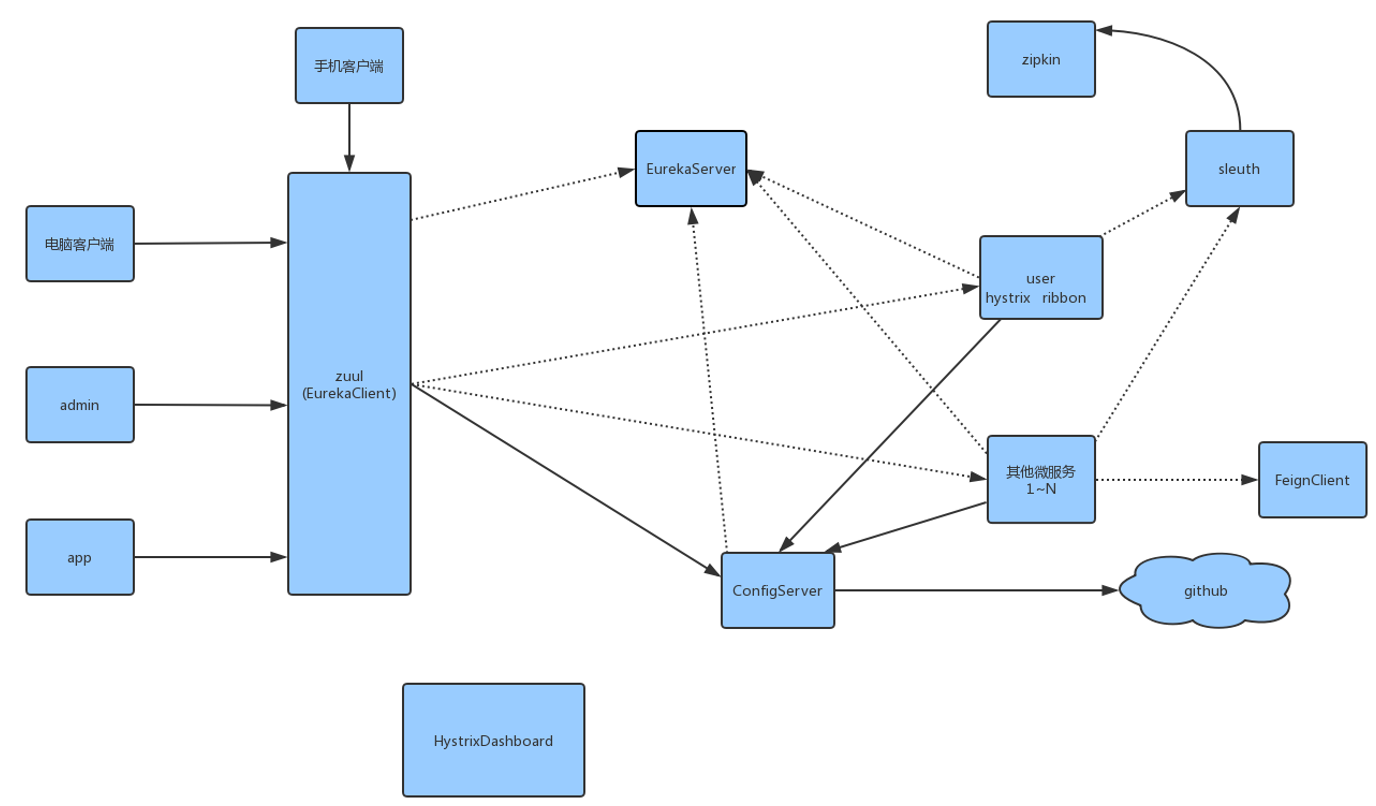 手机客户端
zipkin
EurekaServer
sleuth
电脑客户端
user
hystrix ribbon
zuul
(EurekaClient)
admin
其他微服务
1~N
FeignClient
app
ConfigServer
github
HystrixDashboard